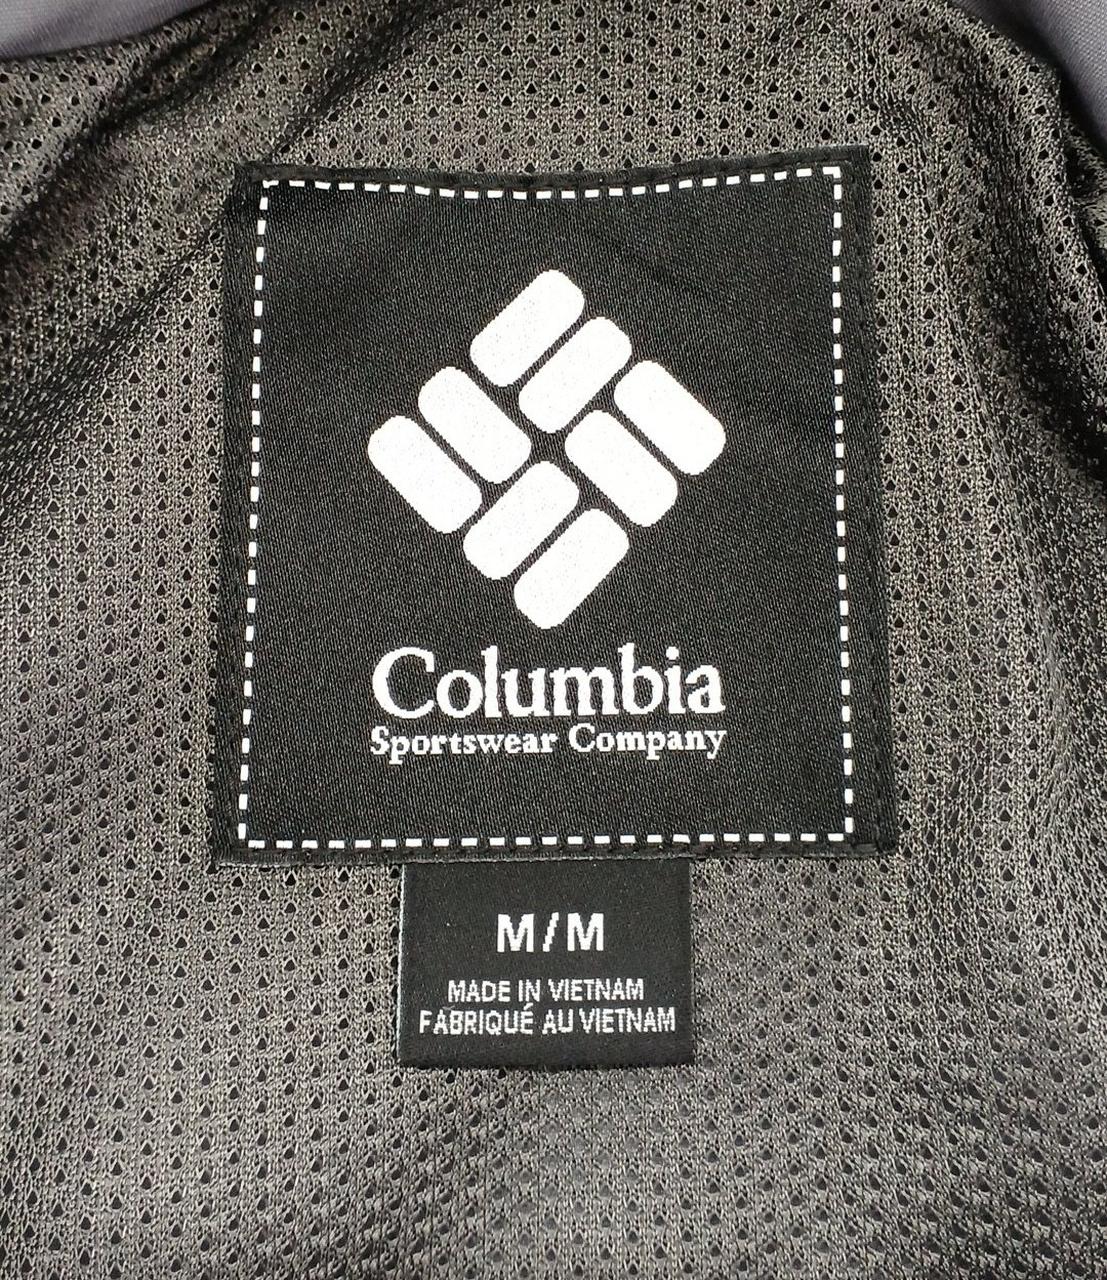 Columbia
Sportswear Company
M/M
MADE IN VIETNAM
FABRIQUÉ AU VIETNAM